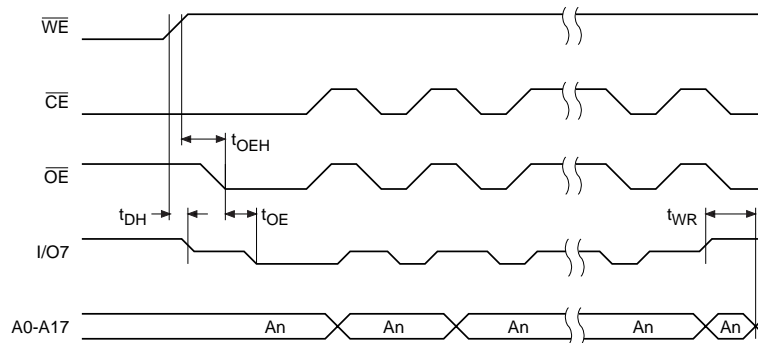 WE
CE
tOEH
OE
tDH
tOE
tWR
I/O7
A0-A17 An An An An An